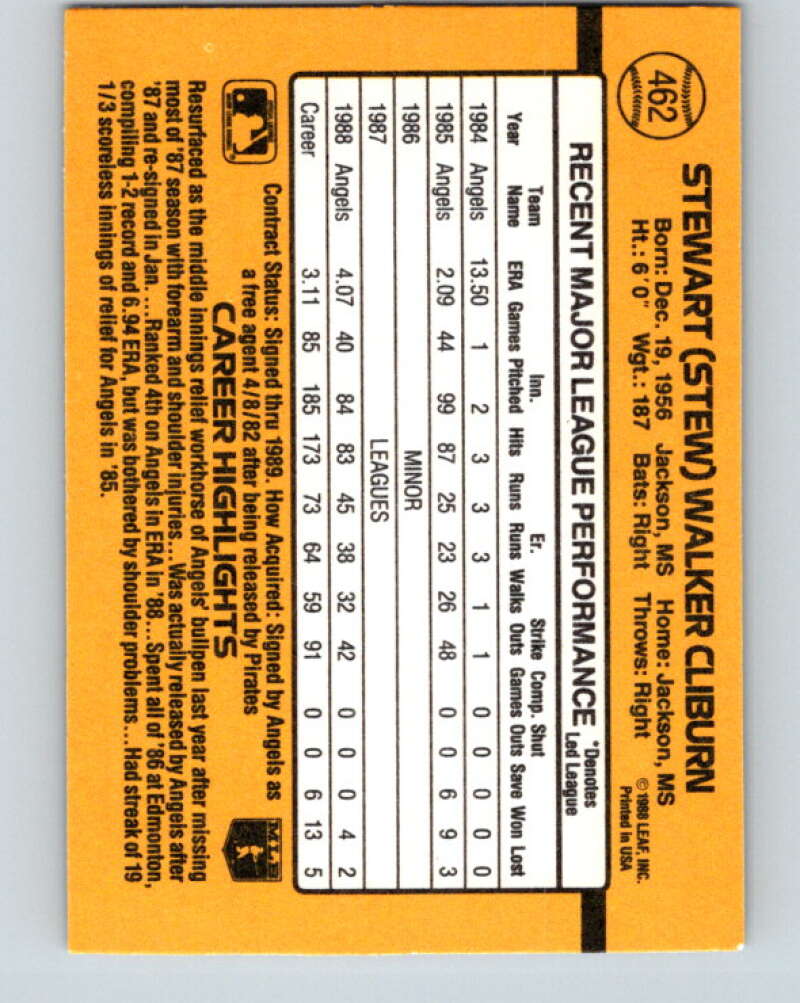 462
STEWART (STEW) WALKER CLIBURN
Born: Dec. 19, 1956 Jackson, MS Home: Jackson, MS
Ht.: 6'0" Wgt.: 187 Bats: Right Throws: Right
© 1988 LEAF, INC.
Printed in USA
RECENT MAJOR LEAGUE PERFORMANCE *Denotes
Led League
Team Inn. Er. Strike Comp. Shut
Year Name ERA Games Pitched Hits Runs Runs Walks Outs Games Outs Save Won Lost
1984 Angels 13.50 1 2 3 3 3 1 1 0 0 0 0 0
1985 Angels 2.09 44 99 87 25 23 26 48 0 0 6 9 3
1986 MINOR
1987 LEAGUES
1988 Angels 4.07 40 84 83 45 38 32 42 0 0 0 4 2
Career 3.11 85 185 173 73 64 59 91 0 0 6 13 5
Contract Status: Signed thru 1989. How Acquired: Signed by Angels as
a free agent 4/8/82 after being released by Pirates
MLB
CAREER HIGHLIGHTS
Resurfaced as the middle innings relief workhorse of Angels' bullpen last year after missing
most of '87 season with forearm and shoulder injuries... Was actually released by Angels after
'87 and re-signed in Jan. ... Ranked 4th on Angels in ERA in '88... Spent all of '86 at Edmonton,
compiling 1-2 record and 6.94 ERA, but was bothered by shoulder problems... Had streak of 19
1/3 scoreless innings of relief for Angels in '85.